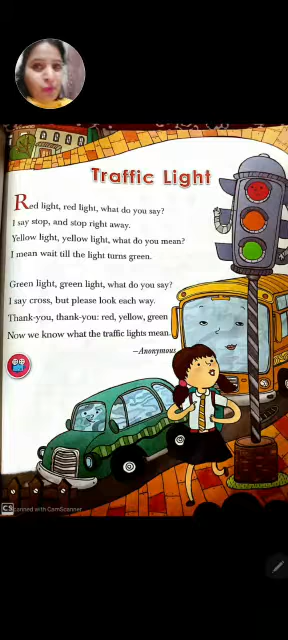 Traffic Light
Red light, red light, what do you say?
I say stop, and stop right away.
Yellow light, yellow light, what do you mean?
I mean wait till the light turns green.
Green light, green light, what do you say?
I say cross, but please look each way.
Thank-you, thank-you: red, yellow, green
Now we know what the traffic lights mean.
—Anonymous
CS
canned with CamScanner